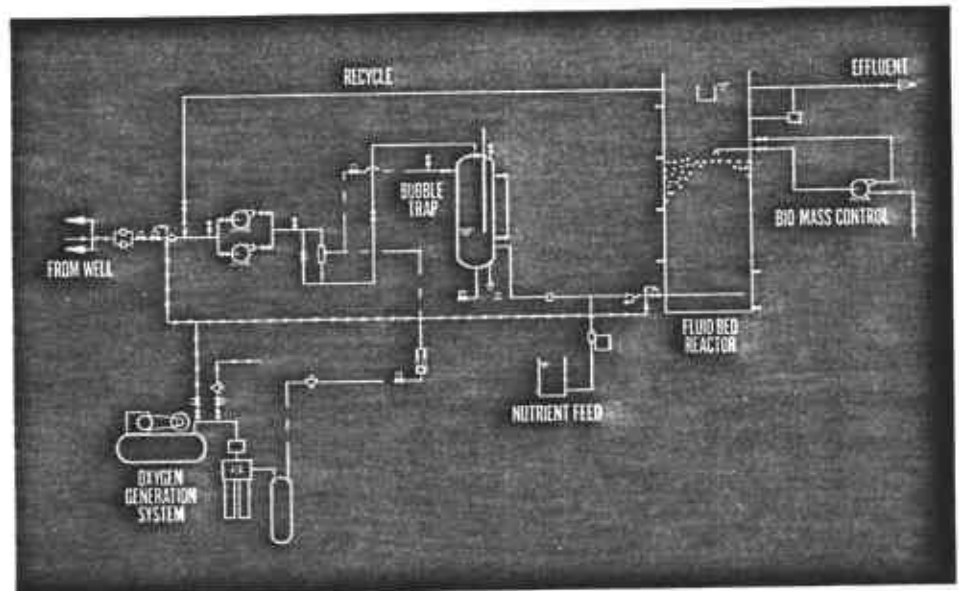 RECYCLE
EFFLUENT
BUBBLE
TRAP
BIO MASS CONTROL
FROM WELL
FLUID BED
REACTOR
NUTRIENT FEED
OXYGEN
GENERATION
SYSTEM